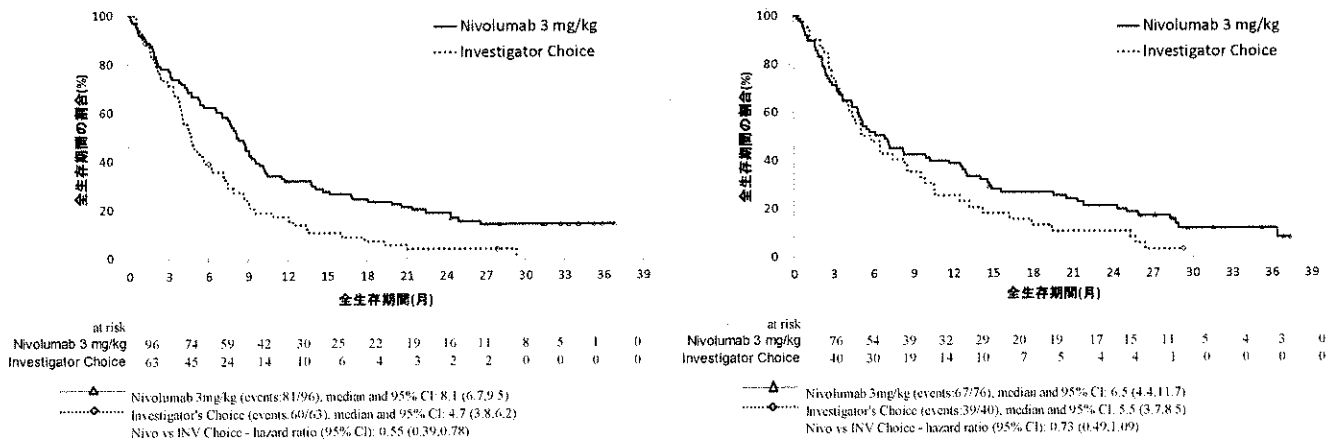 Nivolumab 3 mg/kg
Investigator Choice
全生存期間の割合(%)
100
80
60
40
20
0
0 3 6 9 12 15 18 21 24 27 30 33 36 39
全生存期間(月)
at risk
Nivolumab 3 mg/kg 96 74 59 42 30 25 22 19 16 11 8 5 1 0
Investigator Choice 63 45 24 14 10 6 4 3 2 2 0 0 0 0
Nivolumab 3mg/kg (events:81/96), median and 95% CI: 8.1 (6.7,9.5)
Investigator's Choice (events:60/63), median and 95% CI: 4.7 (3.8,6.2)
Nivo vs INV Choice - hazard ratio (95% CI): 0.55 (0.39,0.78)
Nivolumab 3 mg/kg
Investigator Choice
全生存期間の割合(%)
100
80
60
40
20
0
0 3 6 9 12 15 18 21 24 27 30 33 36 39
全生存期間(月)
at risk
Nivolumab 3 mg/kg 76 54 39 32 29 20 19 17 15 11 5 4 3 0
Investigator Choice 40 30 19 14 10 7 5 4 4 1 0 0 0 0
Nivolumab 3mg/kg (events:67/76), median and 95% CI: 6.5 (4.4,11.7)
Investigator's Choice (events:39/40), median and 95% CI: 5.5 (3.7,8.5)
Nivo vs INV Choice - hazard ratio (95% CI): 0.73 (0.49,1.09)